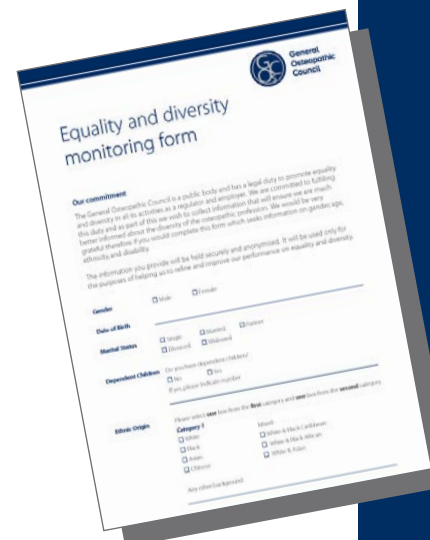 General
Osteopathic
Council
Equality and diversity
monitoring form
Our commitment
The General Osteopathic Council is a public body and has a legal duty to promote equality
and diversity in all its activities as a regulator and employer. We are committed to fulfilling
this duty and as part of this we wish to collect information that will ensure we are much
better informed about the diversity of the osteopathic profession. We would be very
grateful therefore if you would complete this form which seeks information on gender, age,
ethnicity and disability.
The information you provide will be held securely and anonymised. It will be used only for
the purposes of helping us to refine and improve our performance on equality and diversity.
Gender
Male
Female
Date of Birth
Marital Status
Single
Married
Partner
Divorced
Widowed
Dependent Children
Do you have dependent children?
No
Yes
If yes, please indicate number
Ethnic Origin
Please select one box from the first category and one box from the second category
Category 1
White
Black
Asian
Chinese
Mixed
White & Black Caribbean
White & Black African
White & Asian
Any other background